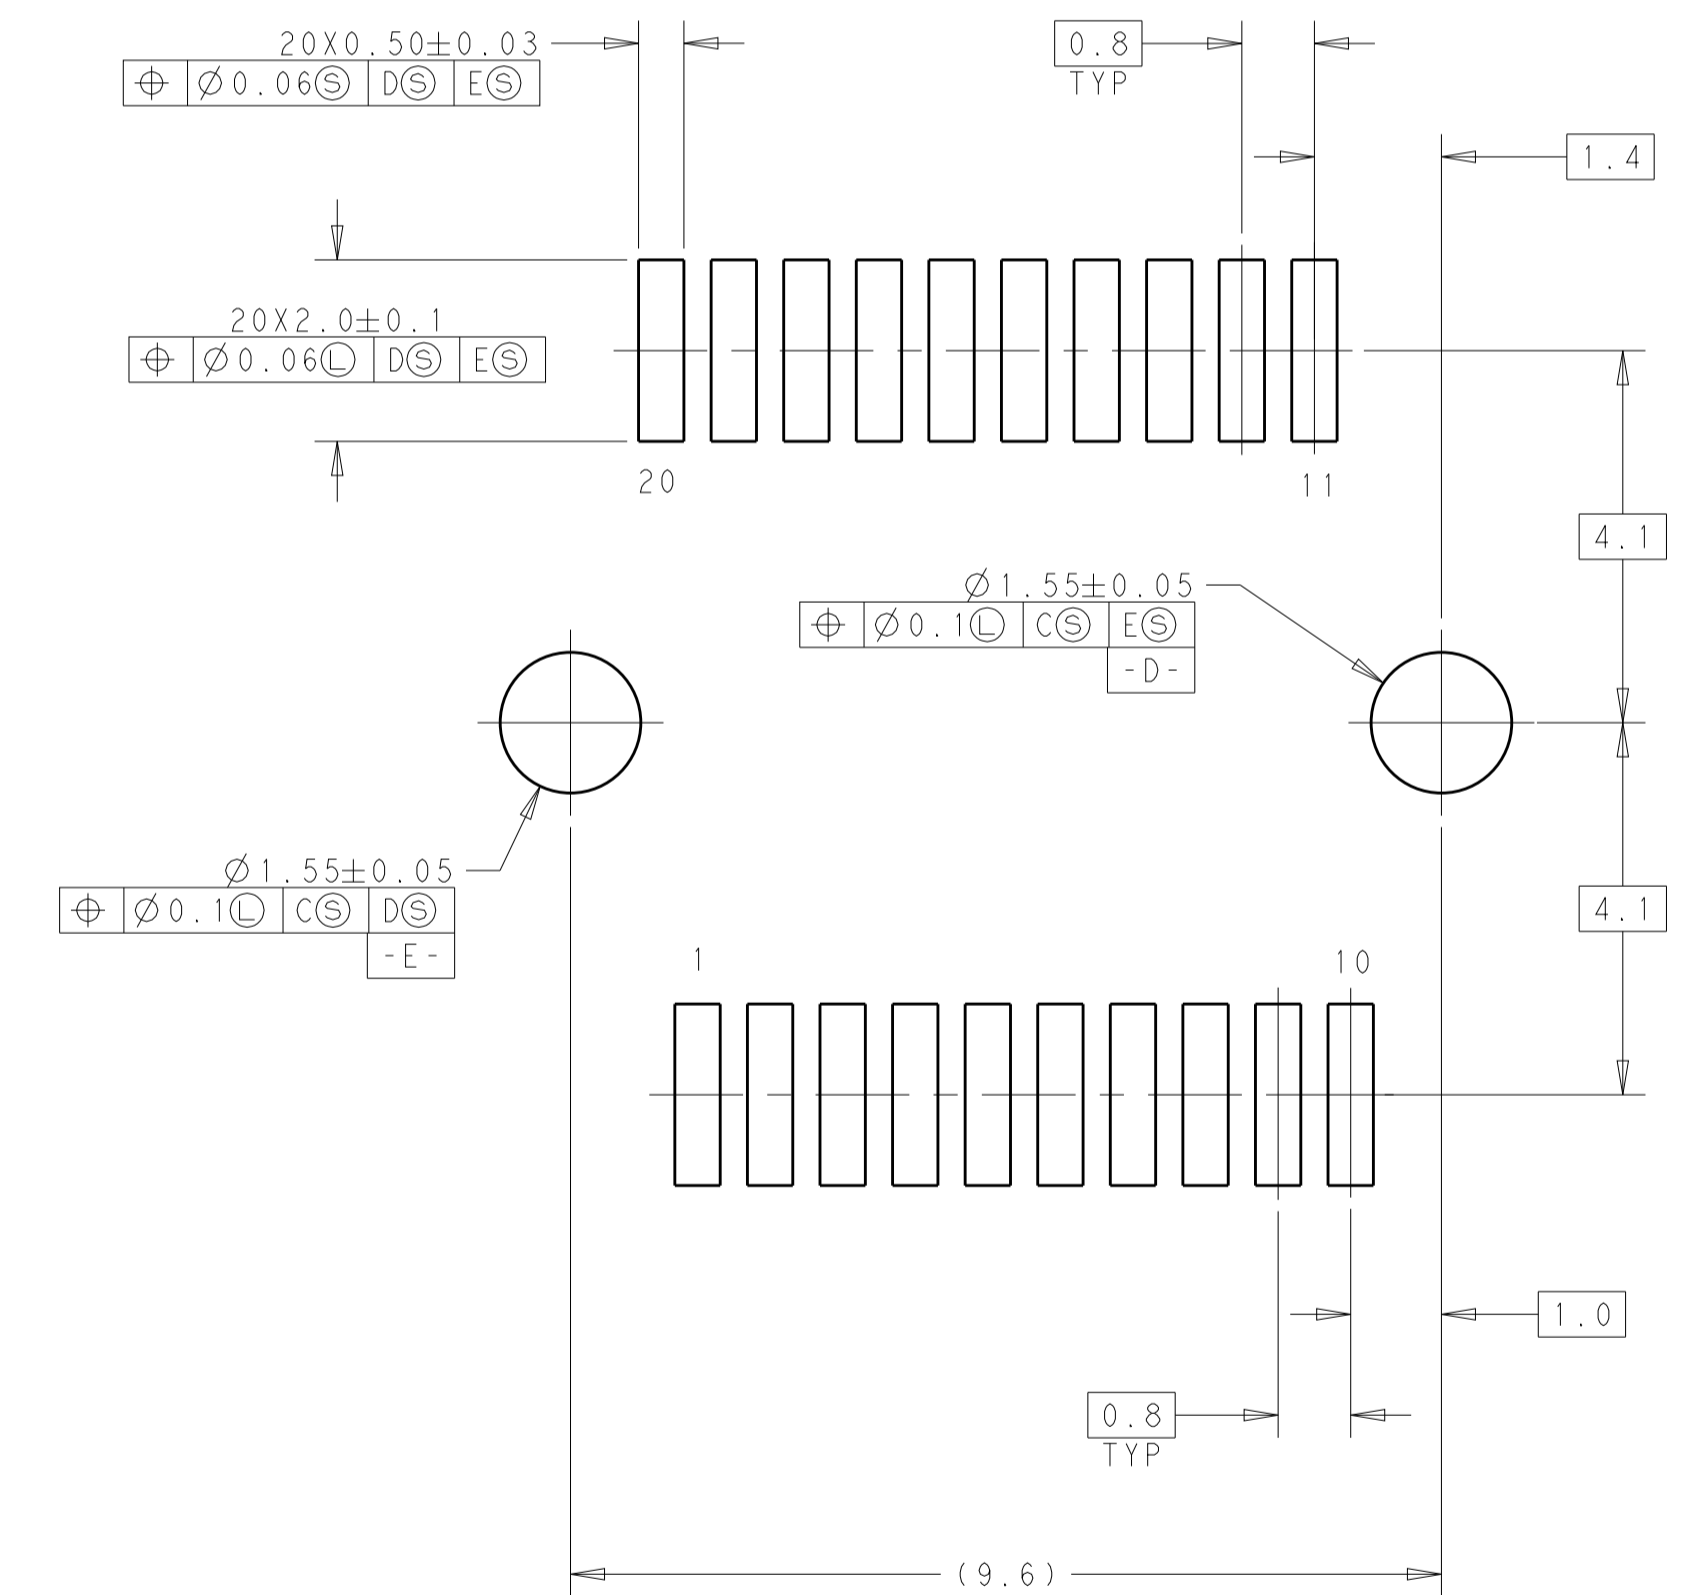 20X0.50±0.03
⌖ Ø0.06Ⓢ DⓈ EⓈ
0.8
TYP
1.4
20X2.0±0.1
⌖ Ø0.06Ⓛ DⓈ EⓈ
20
11
4.1
Ø1.55±0.05
⌖ Ø0.1Ⓛ CⓈ EⓈ
-D-
Ø1.55±0.05
⌖ Ø0.1Ⓛ CⓈ DⓈ
-E-
4.1
1
10
1.0
0.8
TYP
(9.6)